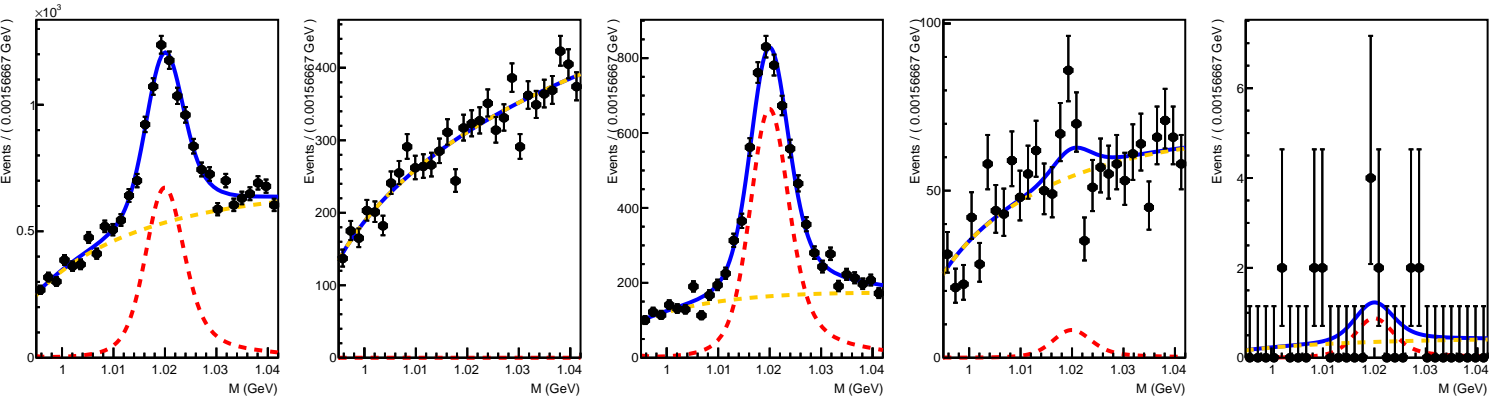 ×10³
Events / ( 0.00156667 GeV )
1
0.5
0
1 1.01 1.02 1.03 1.04
M (GeV)
Events / ( 0.00156667 GeV )
400
300
200
100
0
1 1.01 1.02 1.03 1.04
M (GeV)
Events / ( 0.00156667 GeV )
800
600
400
200
0
1 1.01 1.02 1.03 1.04
M (GeV)
Events / ( 0.00156667 GeV )
100
50
0
1 1.01 1.02 1.03 1.04
M (GeV)
Events / ( 0.00156667 GeV )
6
4
2
0
1 1.01 1.02 1.03 1.04
M (GeV)